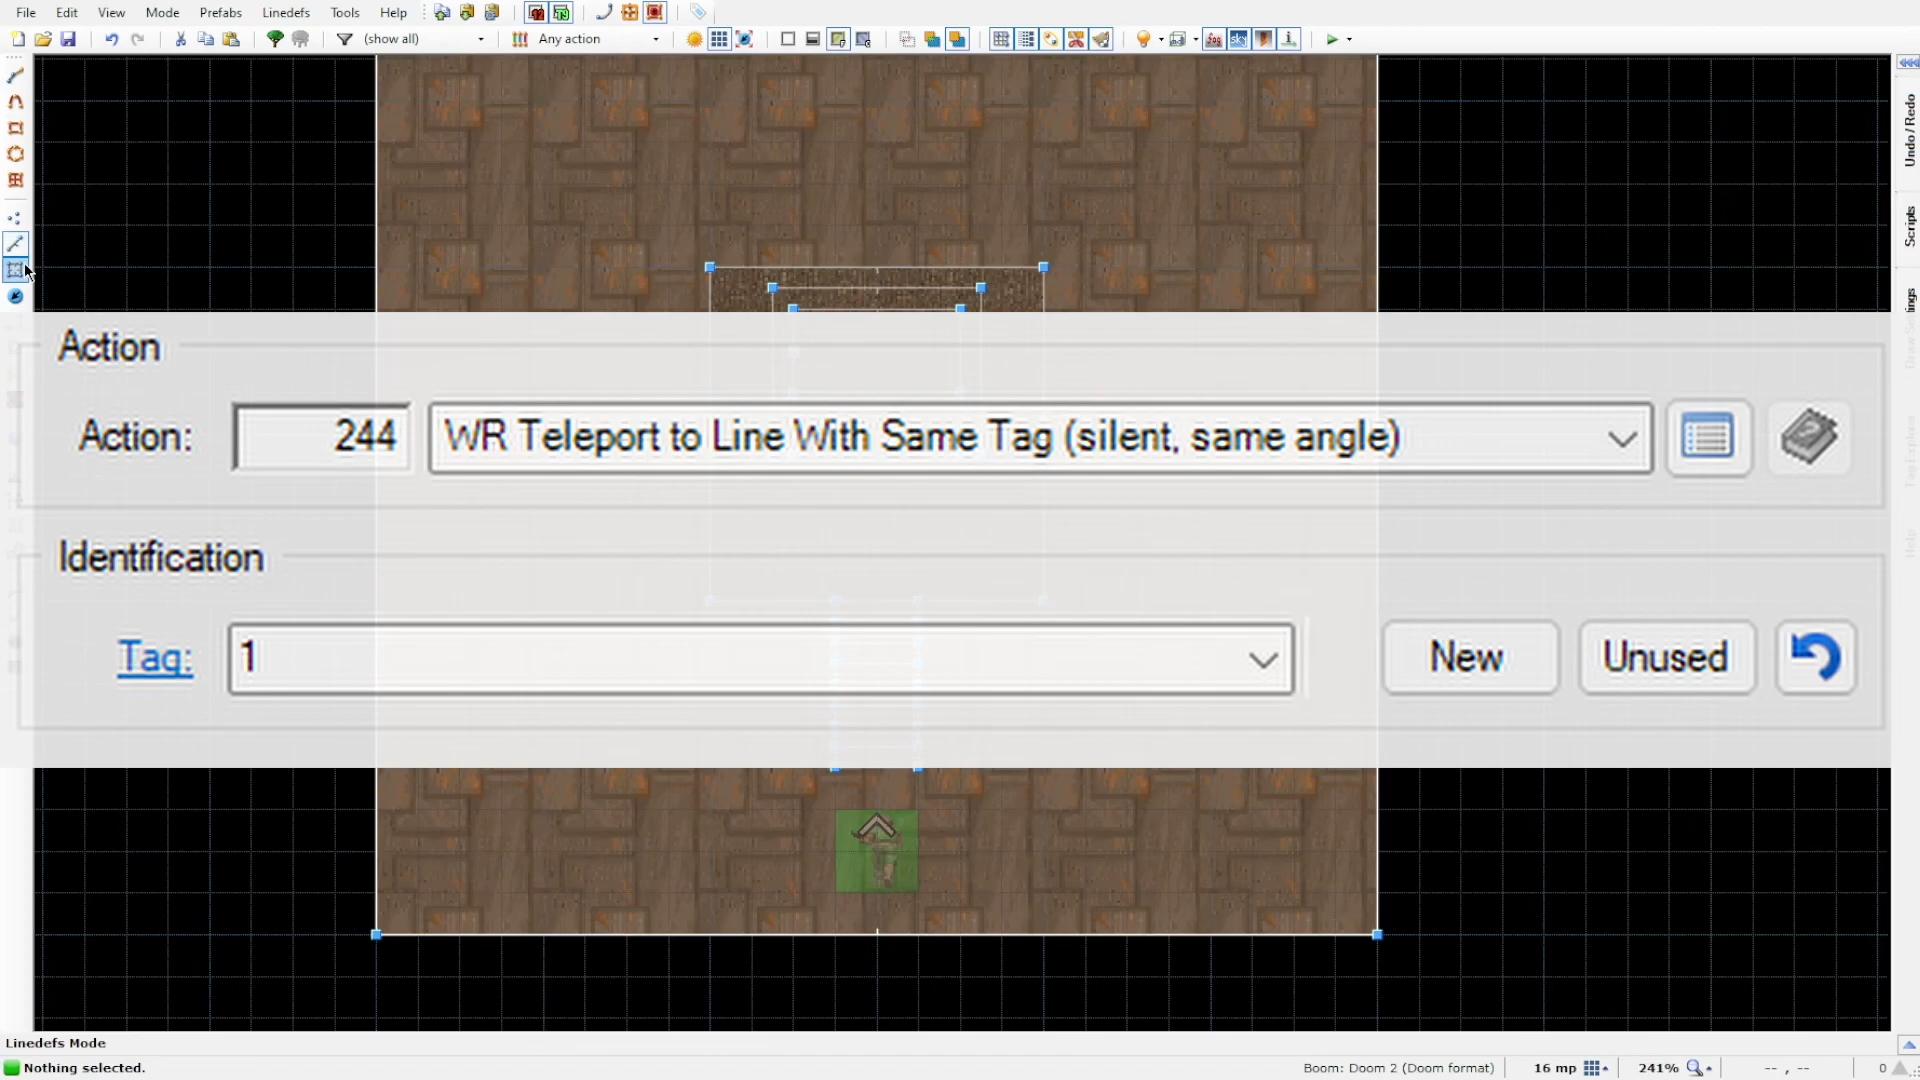 File Edit View Mode Prefabs Linedefs Tools Help
(show all) Any action
Undo / Redo
Scripts
Action
Action: 244 WR Teleport to Line With Same Tag (silent, same angle)
Identification
Tag: 1 New Unused
Help
Linedefs Mode
Nothing selected. Boom: Doom 2 (Doom format) 16 mp 241% -- , -- 0